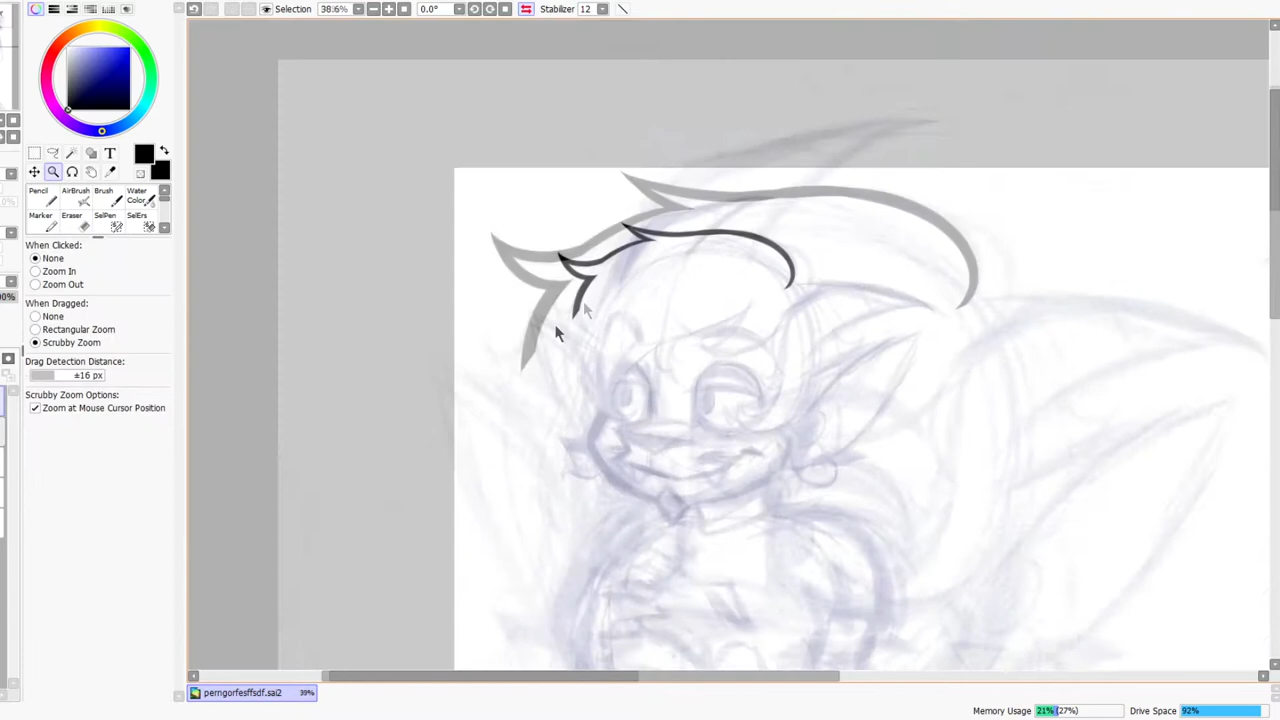 Selection 38.6% 0.0° Stabilizer 12
T
Pencil AirBrush Brush Water Color
Marker Eraser SelPen SelErs
When Clicked:
None
Zoom In
Zoom Out
When Dragged:
None
Rectangular Zoom
Scrubby Zoom
Drag Detection Distance:
±16 px
Scrubby Zoom Options:
Zoom at Mouse Cursor Position
perngorfesffsdf.sai2 39%
Memory Usage 21% (27%) Drive Space 92%